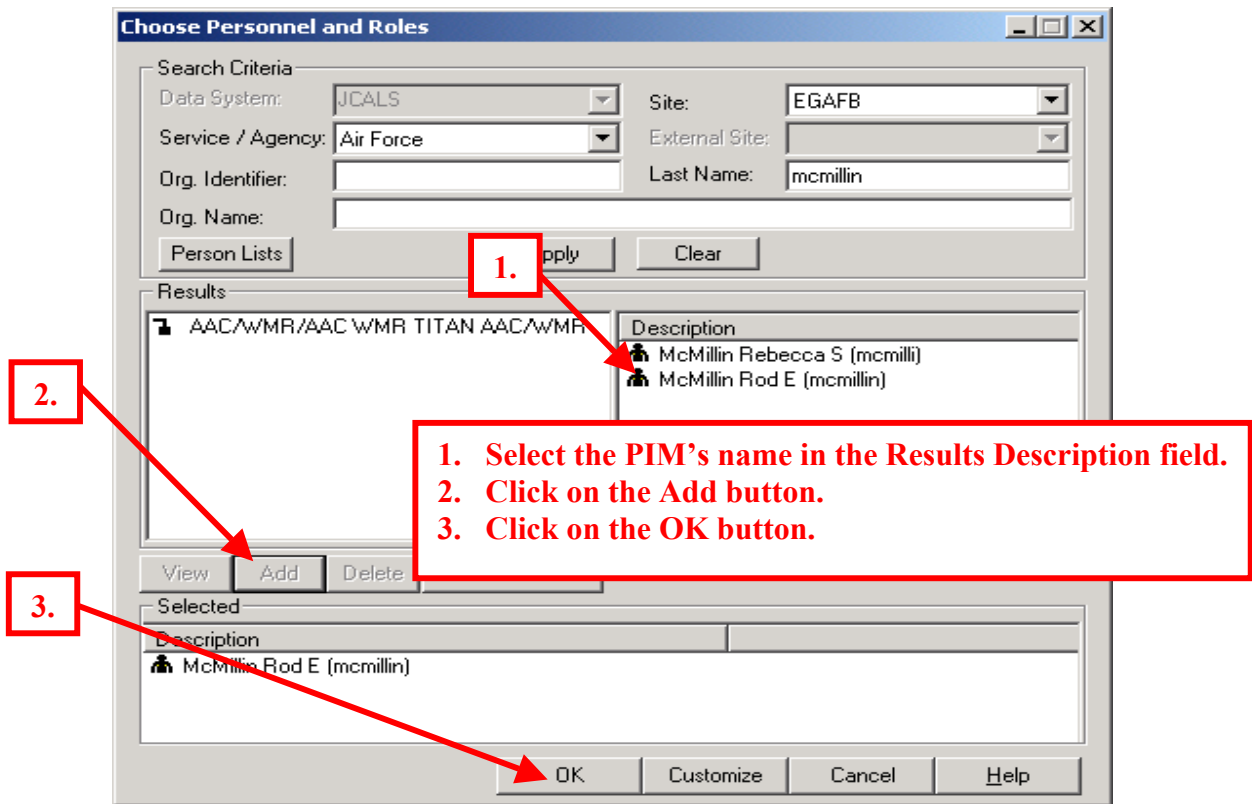 Choose Personnel and Roles
Search Criteria
Data System: JCALS Site: EGAFB
Service / Agency: Air Force External Site:
Org. Identifier: Last Name: mcmillin
Org. Name:
Person Lists pply Clear
1.
Results
AAC/WMR/AAC WMR TITAN AAC/WMR Description
McMillin Rebecca S (mcmilli)
McMillin Rod E (mcmillin)
2.
1. Select the PIM’s name in the Results Description field.
2. Click on the Add button.
3. Click on the OK button.
View Add Delete
3.
Selected
Description
McMillin Rod E (mcmillin)
OK Customize Cancel Help